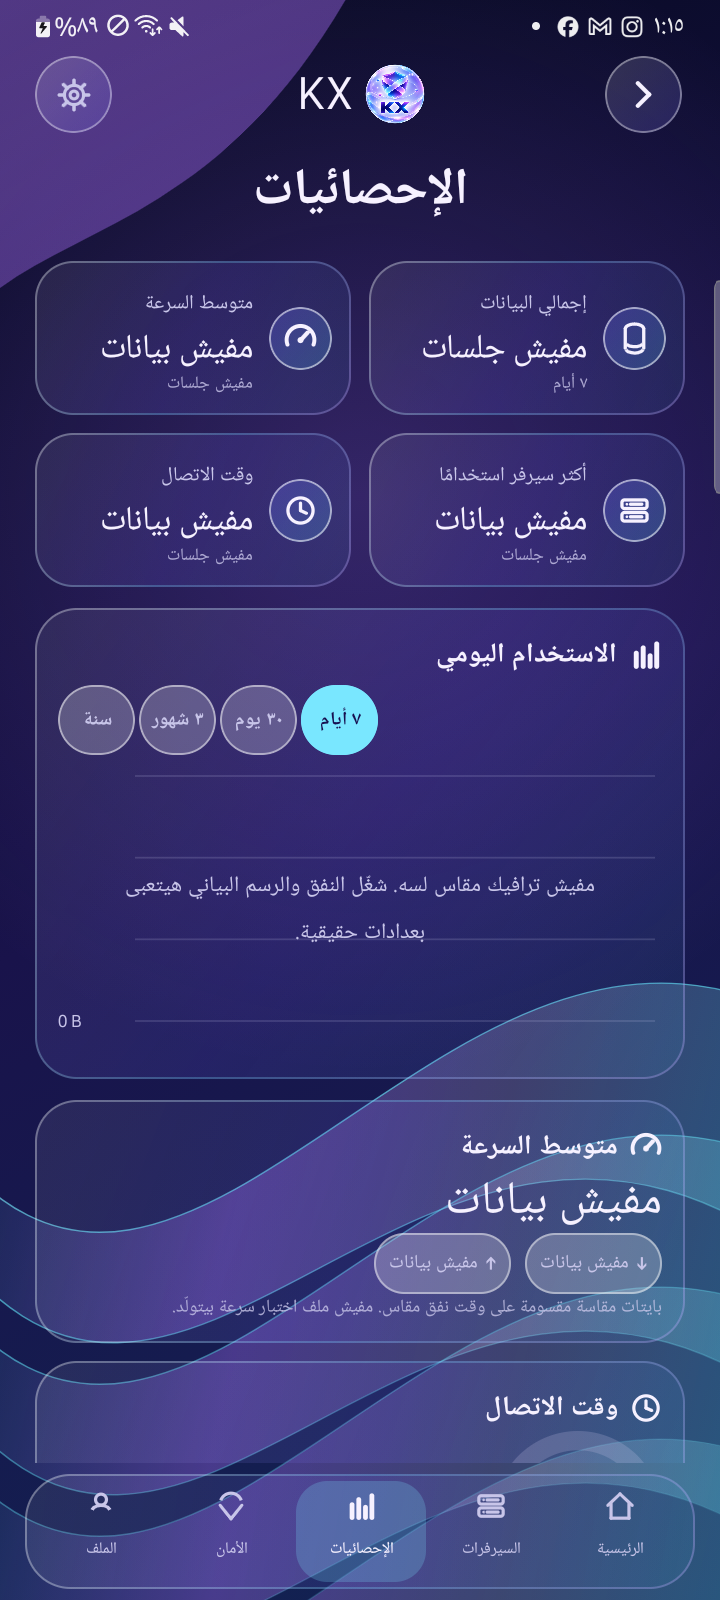 ١:١٥
%٨٩
KX
KX
الإحصائيات
إجمالي البيانات
مفيش جلسات
٧ أيام
متوسط السرعة
مفيش بيانات
مفيش جلسات
أكثر سيرفر استخدامًا
مفيش بيانات
مفيش جلسات
وقت الاتصال
مفيش بيانات
مفيش جلسات
الاستخدام اليومي
٧ أيام
٣٠ يوم
٣ شهور
سنة
مفيش ترافيك مقاس لسه. شغّل النفق والرسم البياني هيتعبى
بعدادات حقيقية.
0 B
متوسط السرعة
مفيش بيانات
↓ مفيش بيانات
↑ مفيش بيانات
بايتات مقاسة مقسومة على وقت نفق مقاس. مفيش ملف اختبار سرعة بيتولّد.
وقت الاتصال
الرئيسية
السيرفرات
الإحصائيات
الأمان
الملف